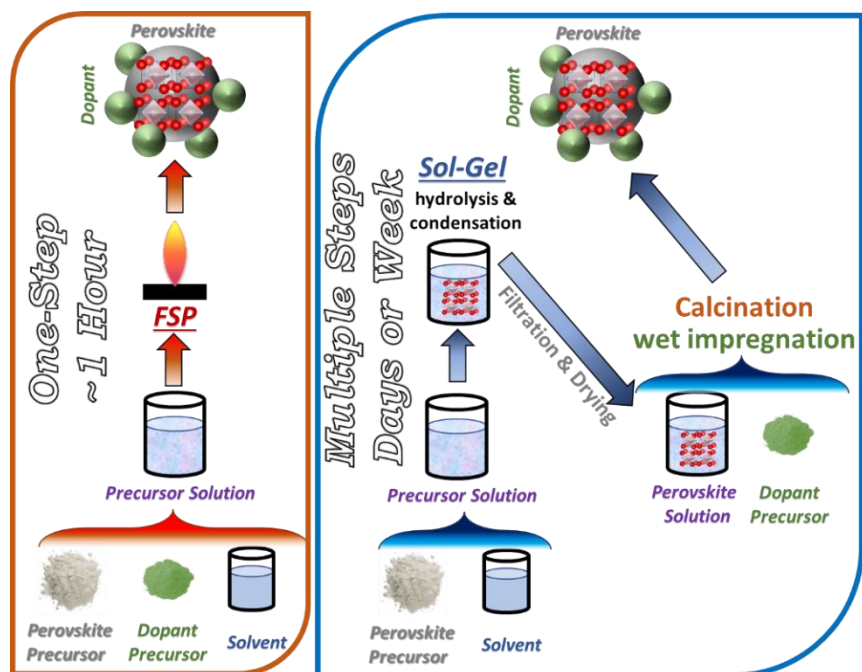 Perovskite
Dopant
One-Step
~1 Hour
FSP
Precursor Solution
Perovskite
Precursor
Dopant
Precursor
Solvent
Perovskite
Dopant
Sol-Gel
hydrolysis &
condensation
Multiple Steps
Days or Week
Filtration & Drying
Calcination
wet impregnation
Precursor Solution
Perovskite
Solution
Dopant
Precursor
Perovskite
Precursor
Solvent